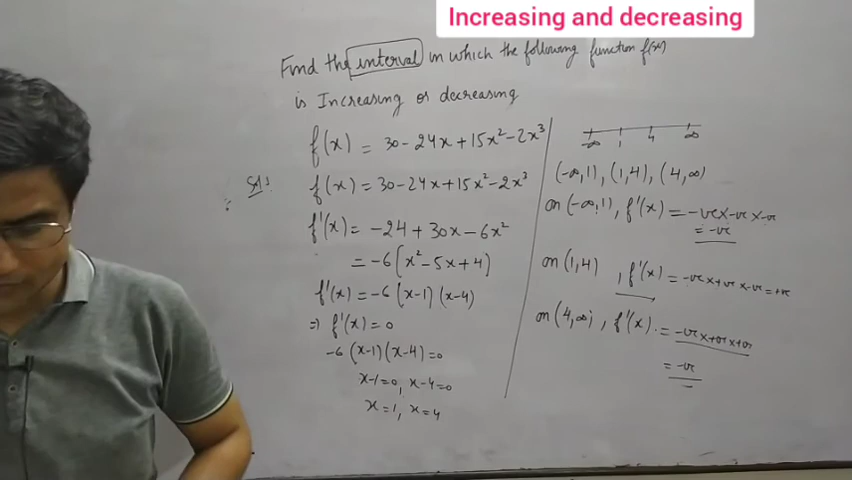 Increasing and decreasing
Find the interval in which the following function f(x)
is Increasing or decreasing
f(x) = 30-24x+15x²-2x³
Sol:
f(x) = 30-24x+15x²-2x³
f'(x) = -24+30x-6x²
= -6(x²-5x+4)
f'(x) = -6(x-1)(x-4)
⇒ f'(x) = 0
-6(x-1)(x-4)=0
x-1=0, x-4=0
x=1, x=4
-∞ 1 4 ∞
(-∞,1), (1,4), (4,∞)
on (-∞,1), f'(x) = -ve x -ve x -ve
= -ve
on (1,4), f'(x) = -ve x +ve x -ve = +ve
on (4,∞), f'(x) = -ve x +ve x +ve
= -ve